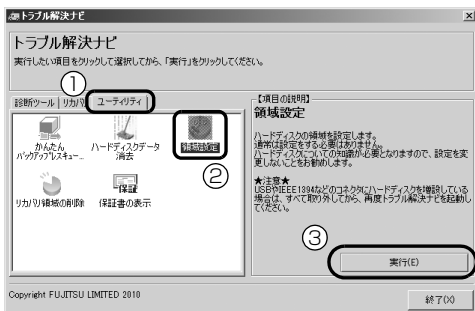 トラブル解決ナビ
トラブル解決ナビ
実行したい項目をクリックして選択してから、「実行」をクリックしてください。
①
診断ツール
リカバリ
ユーティリティ
かんたん
バックアップレスキュー...
ハードディスクデータ
消去
領域設定
②
リカバリ領域の削除
保証
保証書の表示
【項目の説明】
領域設定
ハードディスクの領域を設定します。
通常は設定をする必要はありません。
ハードディスクについての知識が必要となりますので、設定を変
更しないことをお勧めします。
★注意★
USBやIEEE1394などのコネクタにハードディスクを増設している
場合は、すべて取り外してから、再度トラブル解決ナビを起動し
てください。
③
実行(E)
Copyright FUJITSU LIMITED 2010
終了(X)